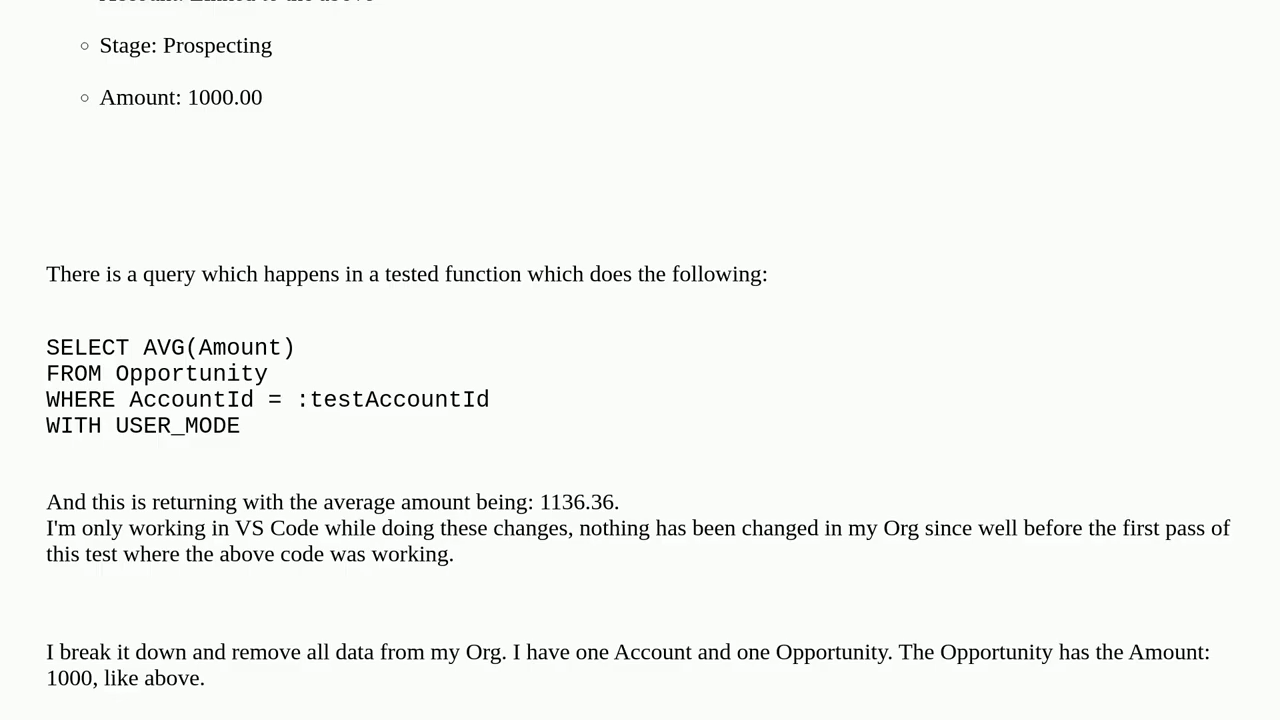 Stage: Prospecting
Amount: 1000.00
There is a query which happens in a tested function which does the following:
SELECT AVG(Amount)
FROM Opportunity
WHERE AccountId = :testAccountId
WITH USER_MODE
And this is returning with the average amount being: 1136.36.
I'm only working in VS Code while doing these changes, nothing has been changed in my Org since well before the first pass of
this test where the above code was working.
I break it down and remove all data from my Org. I have one Account and one Opportunity. The Opportunity has the Amount:
1000, like above.